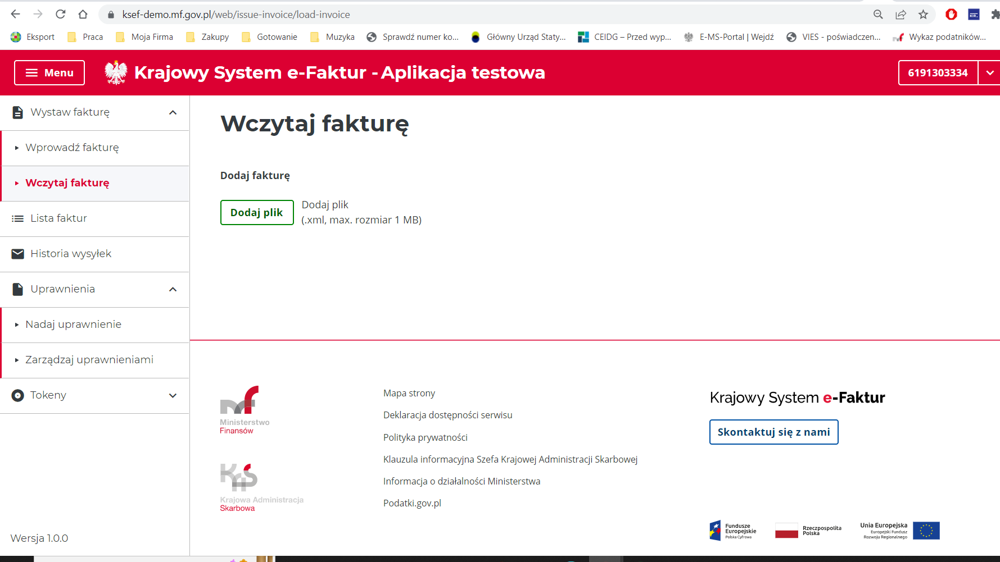 ksef-demo.mf.gov.pl/web/issue-invoice/load-invoice
KIR
Eksport Praca Moja Firma Zakupy Gotowanie Muzyka Sprawdź numer ko... Główny Urząd Staty... CEIDG – Przed wyp... E-MS-Portal | Wejdź VIES - poświadczen... Wykaz podatników...
Menu Krajowy System e-Faktur - Aplikacja testowa 6191303334
Wystaw fakturę
Wprowadź fakturę
Wczytaj fakturę
Lista faktur
Historia wysyłek
Uprawnienia
Nadaj uprawnienie
Zarządzaj uprawnieniami
Tokeny
Wersja 1.0.0
Wczytaj fakturę
Dodaj fakturę
Dodaj plik
Dodaj plik
(.xml, max. rozmiar 1 MB)
mf
Ministerstwo
Finansów
KAS
Krajowa Administracja
Skarbowa
Mapa strony
Deklaracja dostępności serwisu
Polityka prywatności
Klauzula informacyjna Szefa Krajowej Administracji Skarbowej
Informacja o działalności Ministerstwa
Podatki.gov.pl
Krajowy System e-Faktur
Skontaktuj się z nami
Fundusze
Europejskie
Polska Cyfrowa
Rzeczpospolita
Polska
Unia Europejska
Europejski Fundusz
Rozwoju Regionalnego